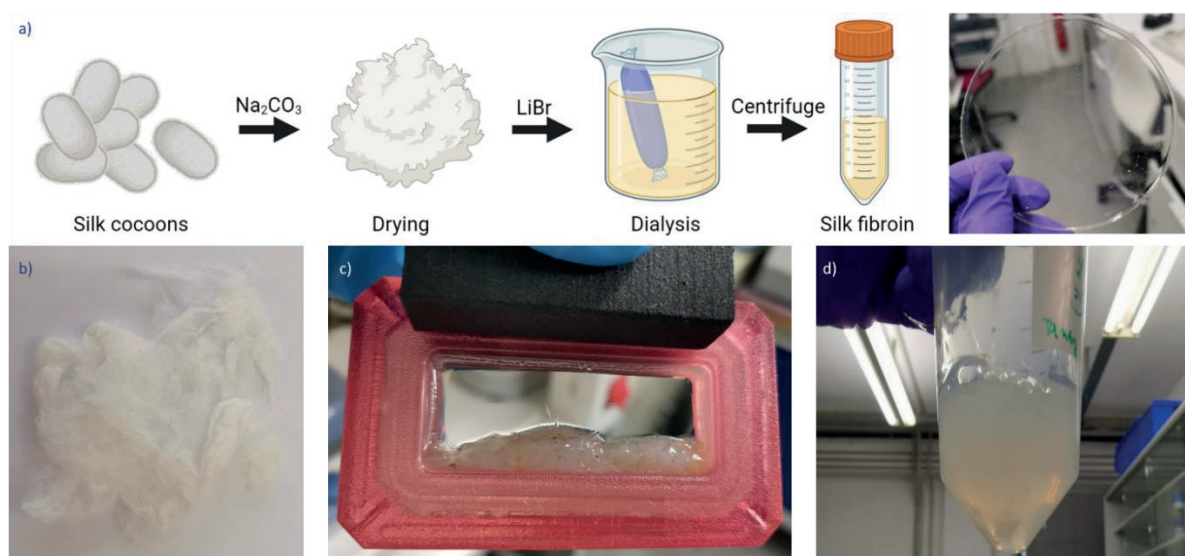 a)
Na₂CO₃
LiBr
Centrifuge
Silk cocoons
Drying
Dialysis
Silk fibroin
b)
c)
d)